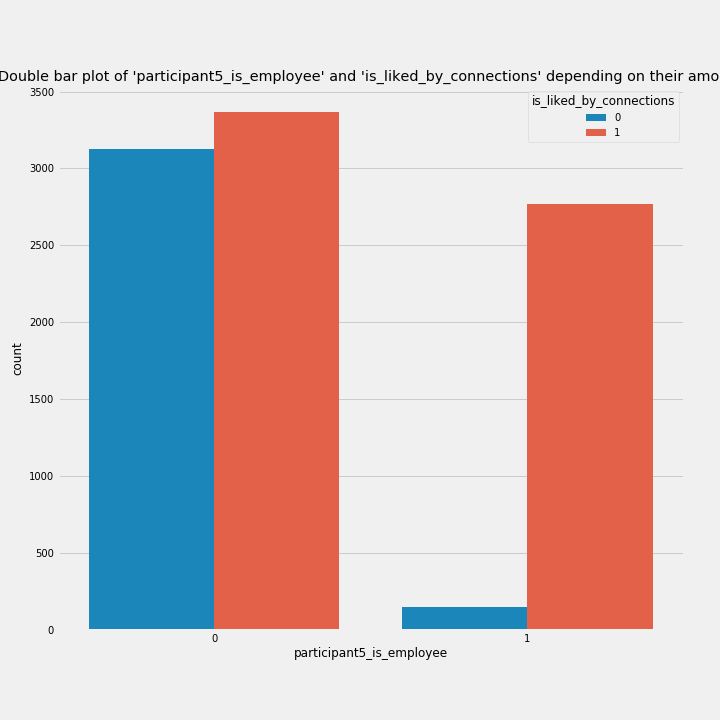 Double bar plot of 'participant5_is_employee' and 'is_liked_by_connections' depending on their amo
is_liked_by_connections
0
1
3500
3000
2500
2000
1500
1000
500
0
count
0 1
participant5_is_employee